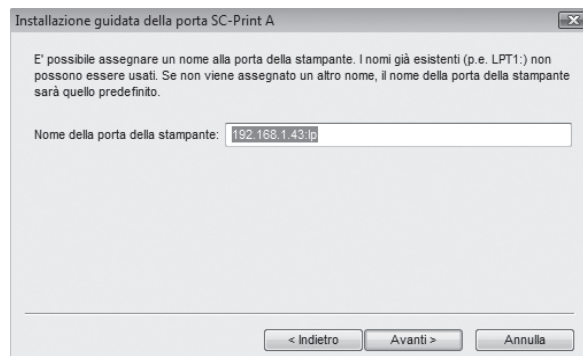 Installazione guidata della porta SC-Print A
E' possibile assegnare un nome alla porta della stampante. I nomi già esistenti (p.e. LPT1:) non
possono essere usati. Se non viene assegnato un altro nome, il nome della porta della stampante
sarà quello predefinito.
Nome della porta della stampante: 192.168.1.43:lp
< Indietro Avanti > Annulla